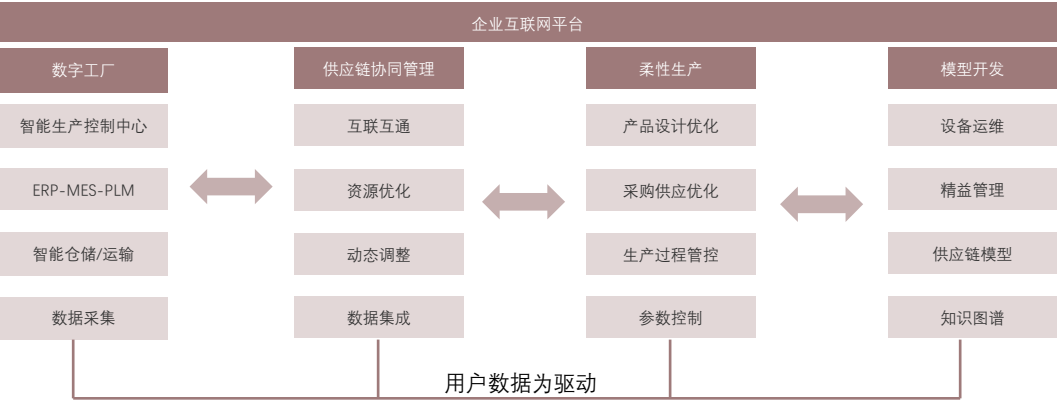 企业互联网平台
数字工厂
供应链协同管理
柔性生产
模型开发
智能生产控制中心
互联互通
产品设计优化
设备运维
ERP-MES-PLM
资源优化
采购供应优化
精益管理
智能仓储/运输
动态调整
生产过程管控
供应链模型
数据采集
数据集成
参数控制
知识图谱
用户数据为驱动